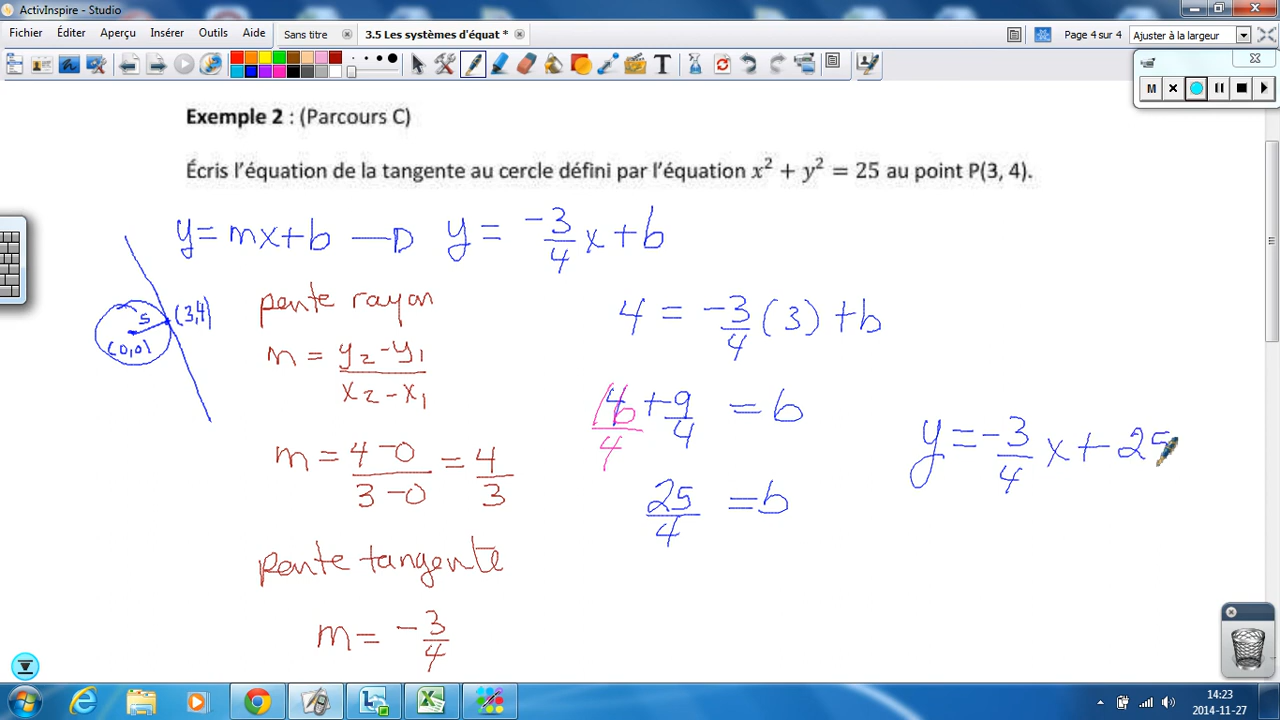 ActivInspire - Studio
Fichier Éditer Aperçu Insérer Outils Aide
Sans titre
3.5 Les systèmes d'équat *
Page 4 sur 4
Ajuster à la largeur
M
Exemple 2 : (Parcours C)
Écris l'équation de la tangente au cercle défini par l'équation x² + y² = 25 au point P(3, 4).
y = mx+b —D y = -3/4 x + b
5
(3,4)
(0,0)
pente rayon
m = y₂-y₁ / x₂-x₁
m = 4-0 / 3-0 = 4/3
pente tangente
m = -3/4
4 = -3/4 (3) + b
4 + 9/4 = b
16/4
25/4 = b
y = -3/4 x + 25
14:23
2014-11-27